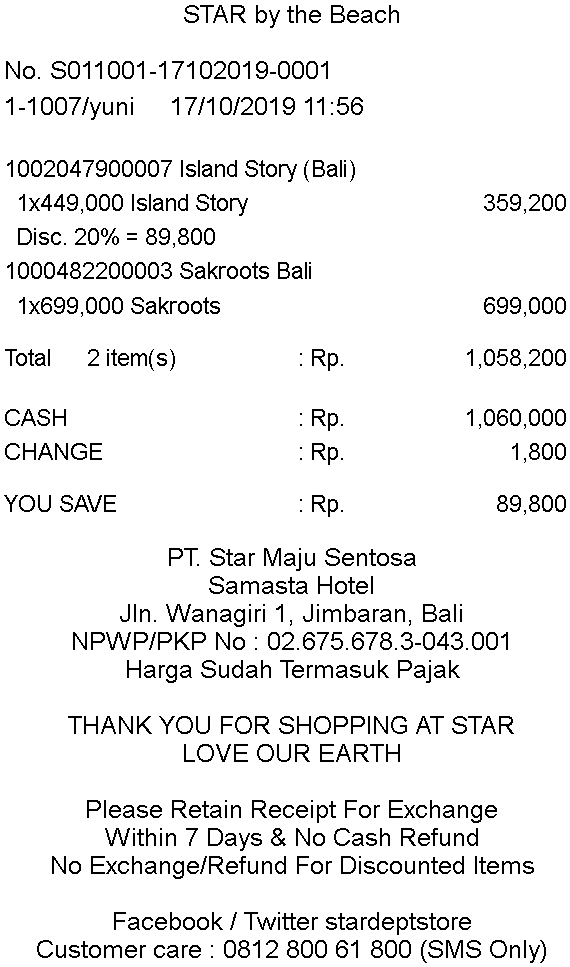 STAR by the Beach
No. S011001-17102019-0001
1-1007/yuni 17/10/2019 11:56
1002047900007 Island Story (Bali)
1x449,000 Island Story 359,200
Disc. 20% = 89,800
1000482200003 Sakroots Bali
1x699,000 Sakroots 699,000
Total 2 item(s) : Rp. 1,058,200
CASH : Rp. 1,060,000
CHANGE : Rp. 1,800
YOU SAVE : Rp. 89,800
PT. Star Maju Sentosa
Samasta Hotel
Jln. Wanagiri 1, Jimbaran, Bali
NPWP/PKP No : 02.675.678.3-043.001
Harga Sudah Termasuk Pajak
THANK YOU FOR SHOPPING AT STAR
LOVE OUR EARTH
Please Retain Receipt For Exchange
Within 7 Days & No Cash Refund
No Exchange/Refund For Discounted Items
Facebook / Twitter stardeptstore
Customer care : 0812 800 61 800 (SMS Only)